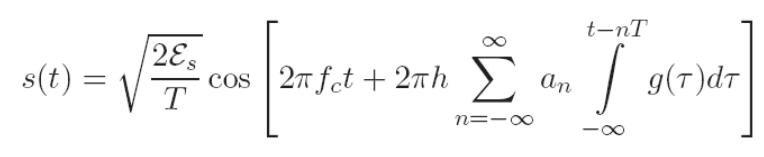 s(t) = \sqrt{\frac{2\mathcal{E}_s}{T}} \cos \left[ 2\pi f_c t + 2\pi h \sum_{n=-\infty}^{\infty} a_n \int_{-\infty}^{t-nT} g(\tau) d\tau \right]